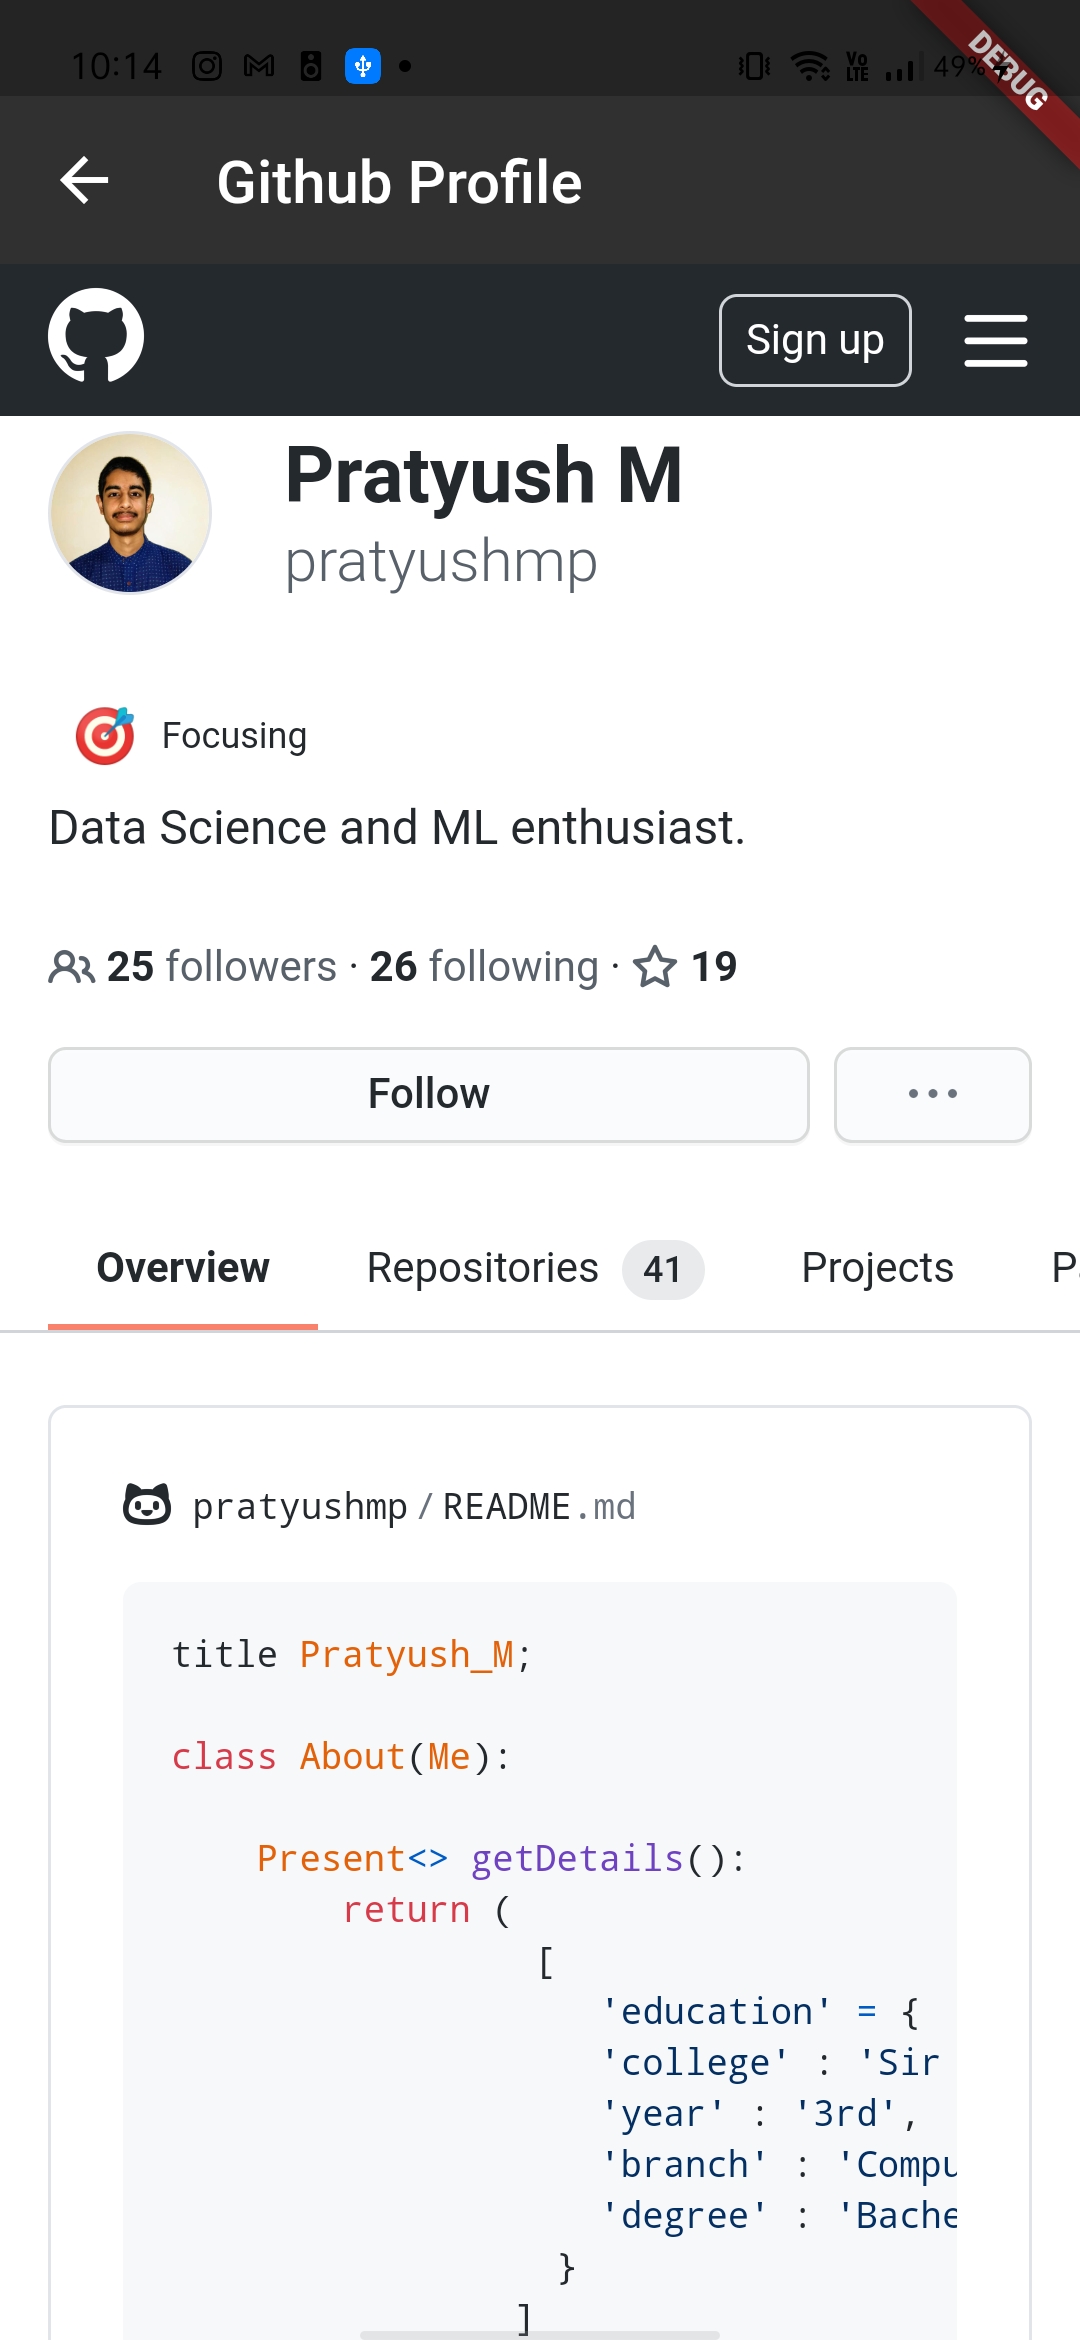 10:14
Vo
LTE
49%
DEBUG
Github Profile
Sign up
Pratyush M
pratyushmp
Focusing
Data Science and ML enthusiast.
25 followers · 26 following · 19
Follow
Overview Repositories 41 Projects
pratyushmp / README.md
title Pratyush_M;
class About(Me):
Present<> getDetails():
return (
[
'education' = {
'college' : 'Sir
'year' : '3rd',
'branch' : 'Compu
'degree' : 'Bache
}
]